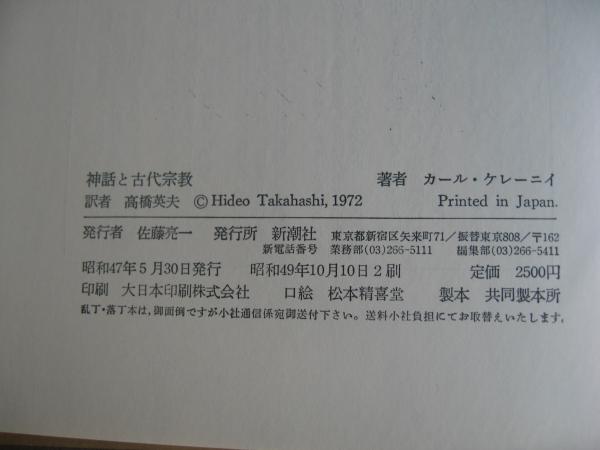 神話と古代宗教 著者 カール・ケレーニイ
訳者 高橋英夫 ©Hideo Takahashi, 1972 Printed in Japan.
発行者 佐藤亮一 発行所 新潮社 東京都新宿区矢来町71/振替東京808/〒162
新電話番号 業務部(03)266-5111 編集部(03)266-5411
昭和47年5月30日発行 昭和49年10月10日2刷 定価 2500円
印刷 大日本印刷株式会社 口絵 松本精喜堂 製本 共同製本所
乱丁・落丁本は,御面倒ですが小社通信係宛御送付下さい。送料小社負担にてお取替えいたします。